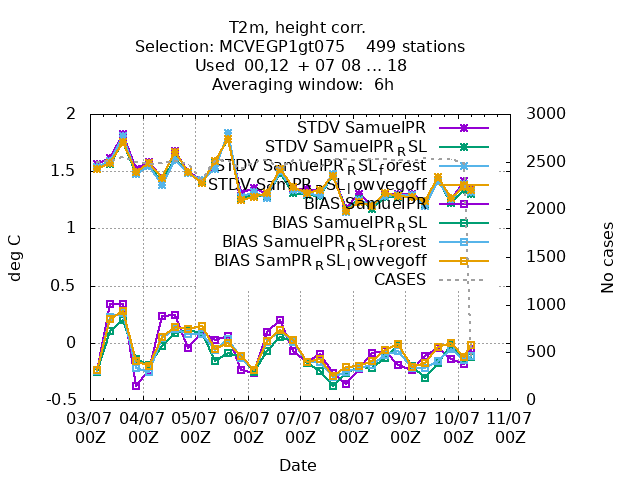 T2m, height corr.
Selection: MCVEGP1gt075    499 stations
Used  00,12  + 07 08 ... 18
Averaging window:  6h
STDV SamuelPR
STDV SamuelPR_RSL
STDV SamuelPR_RSL_forest
STDV SamPR_RSL_lowvegoff
BIAS SamuelPR
BIAS SamuelPR_RSL
BIAS SamuelPR_RSL_forest
BIAS SamPR_RSL_lowvegoff
CASES
deg C
2
1.5
1
0.5
0
-0.5
No cases
3000
2500
2000
1500
1000
500
0
03/07 04/07 05/07 06/07 07/07 08/07 09/07 10/07 11/07
00Z 00Z 00Z 00Z 00Z 00Z 00Z 00Z 00Z
Date